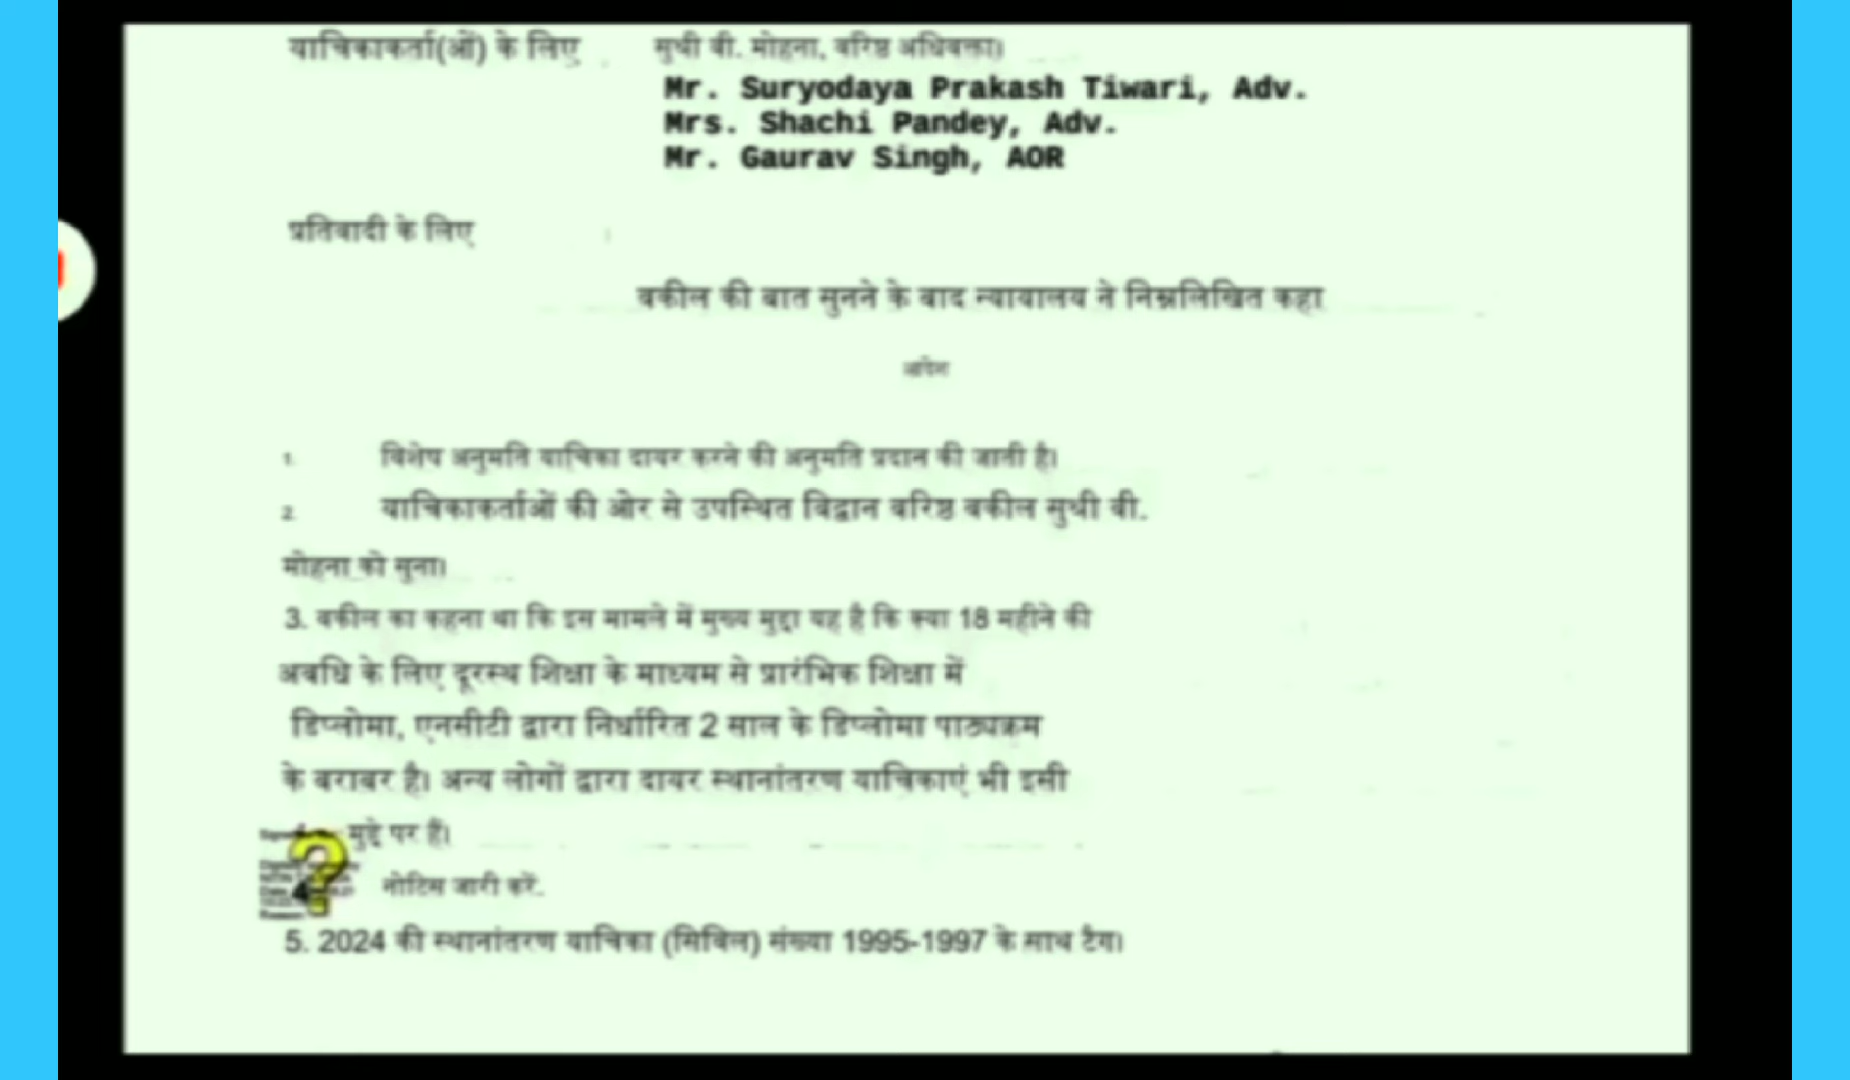 याचिकाकर्ता(ओं) के लिए सुश्री वी. मोहना, वरिष्ठ अधिवक्ता।
Mr. Suryodaya Prakash Tiwari, Adv.
Mrs. Shachi Pandey, Adv.
Mr. Gaurav Singh, AOR
प्रतिवादी के लिए
वकील की बात सुनने के बाद न्यायालय ने निम्नलिखित कहा
आदेश
1. विशेष अनुमति याचिका दायर करने की अनुमति प्रदान की जाती है।
2. याचिकाकर्ताओं की ओर से उपस्थित विद्वान वरिष्ठ वकील सुश्री वी.
मोहना को सुना।
3. वकील का कहना था कि इस मामले में मुख्य मुद्दा यह है कि क्या 18 महीने की
अवधि के लिए दूरस्थ शिक्षा के माध्यम से प्रारंभिक शिक्षा में
डिप्लोमा, एनसीटी द्वारा निर्धारित 2 साल के डिप्लोमा पाठ्यक्रम
के बराबर है। अन्य लोगों द्वारा दायर स्थानांतरण याचिकाएं भी इसी
मुद्दे पर हैं।
नोटिस जारी करें.
5. 2024 की स्थानांतरण याचिका (सिविल) संख्या 1995-1997 के साथ टैग।